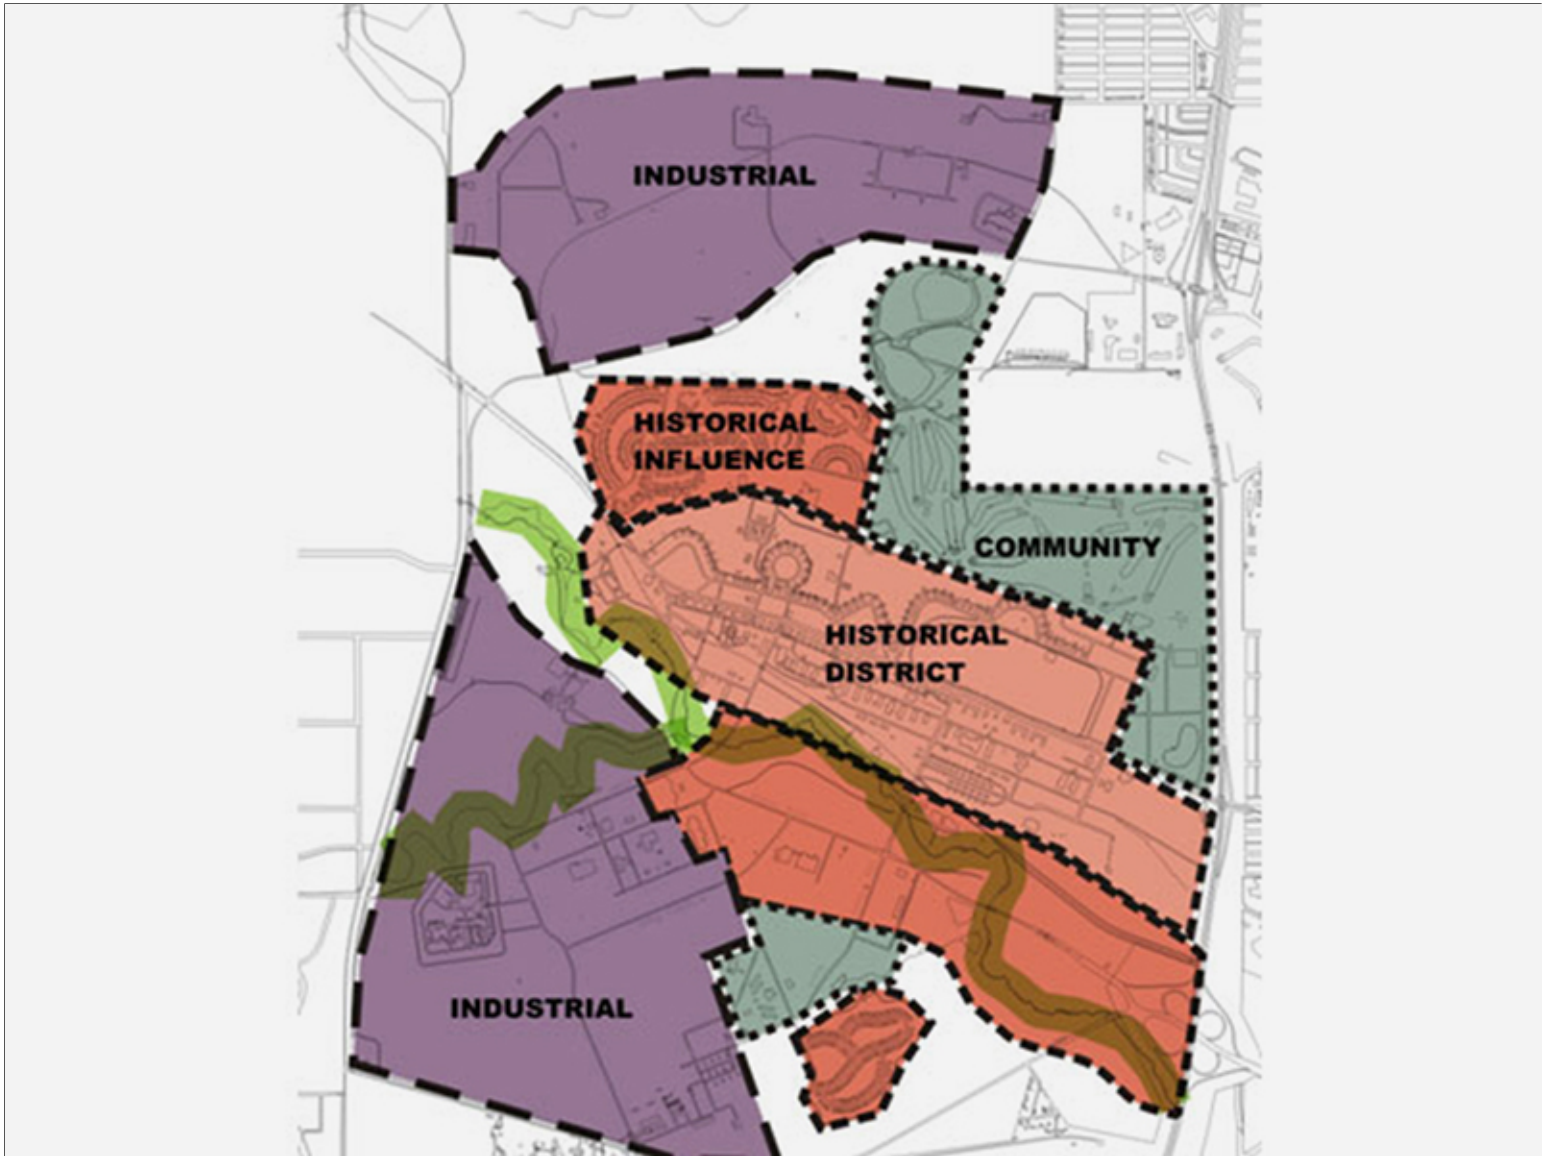 INDUSTRIAL
HISTORICAL
INFLUENCE
COMMUNITY
HISTORICAL
DISTRICT
INDUSTRIAL